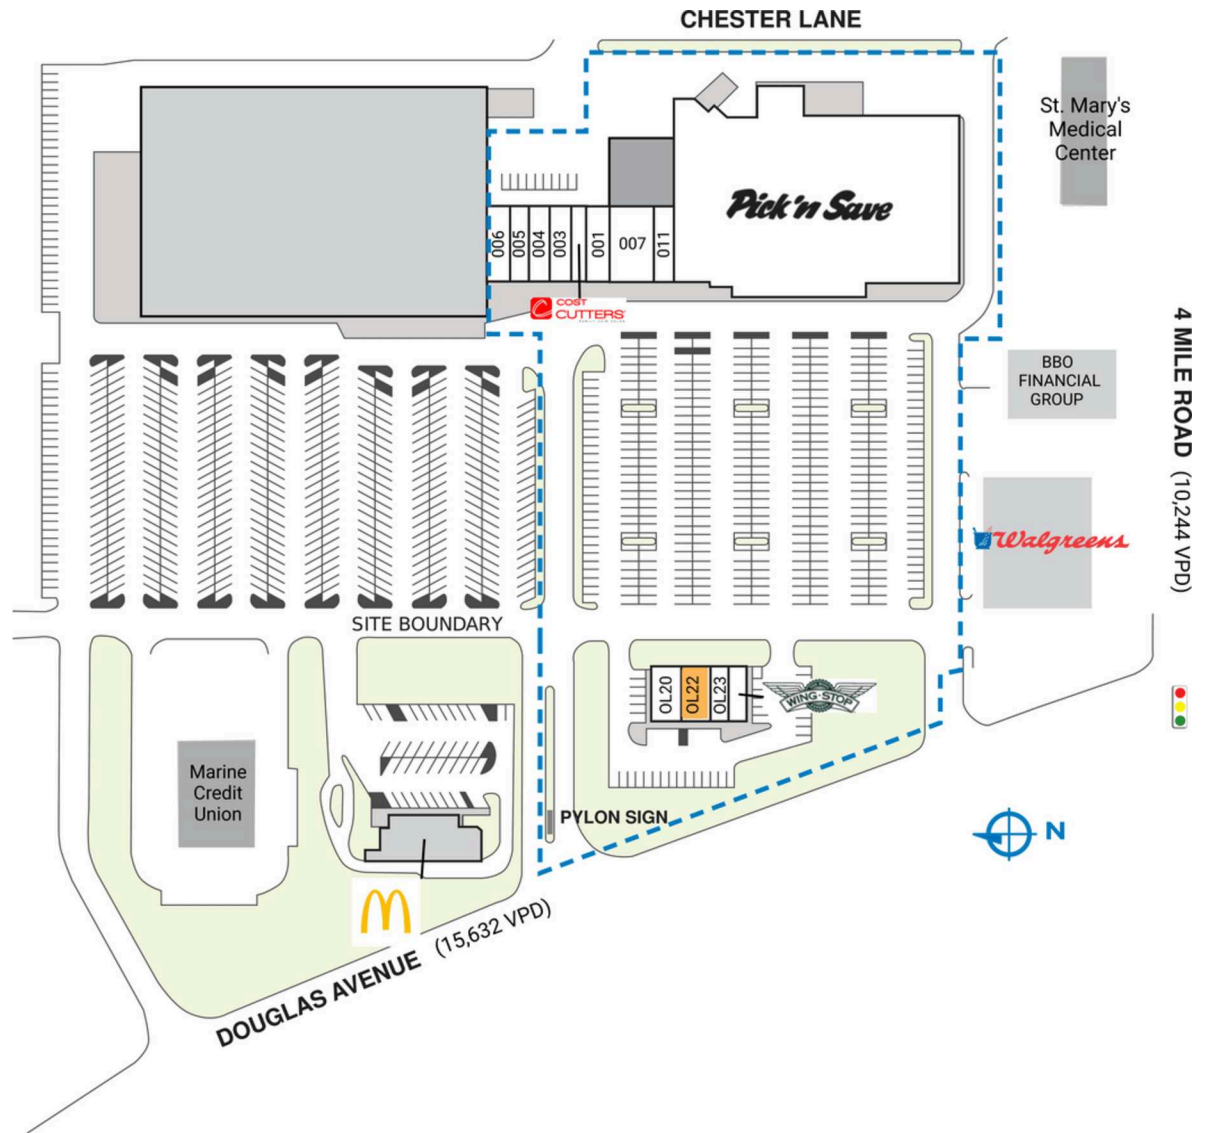 CHESTER LANE
St. Mary's
Medical
Center
Pick'n Save
006
005
004
003
001
007
011
COST
CUTTERS
4 MILE ROAD (10,244 VPD)
BBO
FINANCIAL
GROUP
Walgreens
SITE BOUNDARY
OL20
OL22
OL23
WING·STOP
Marine
Credit
Union
PYLON SIGN
N
DOUGLAS AVENUE (15,632 VPD)